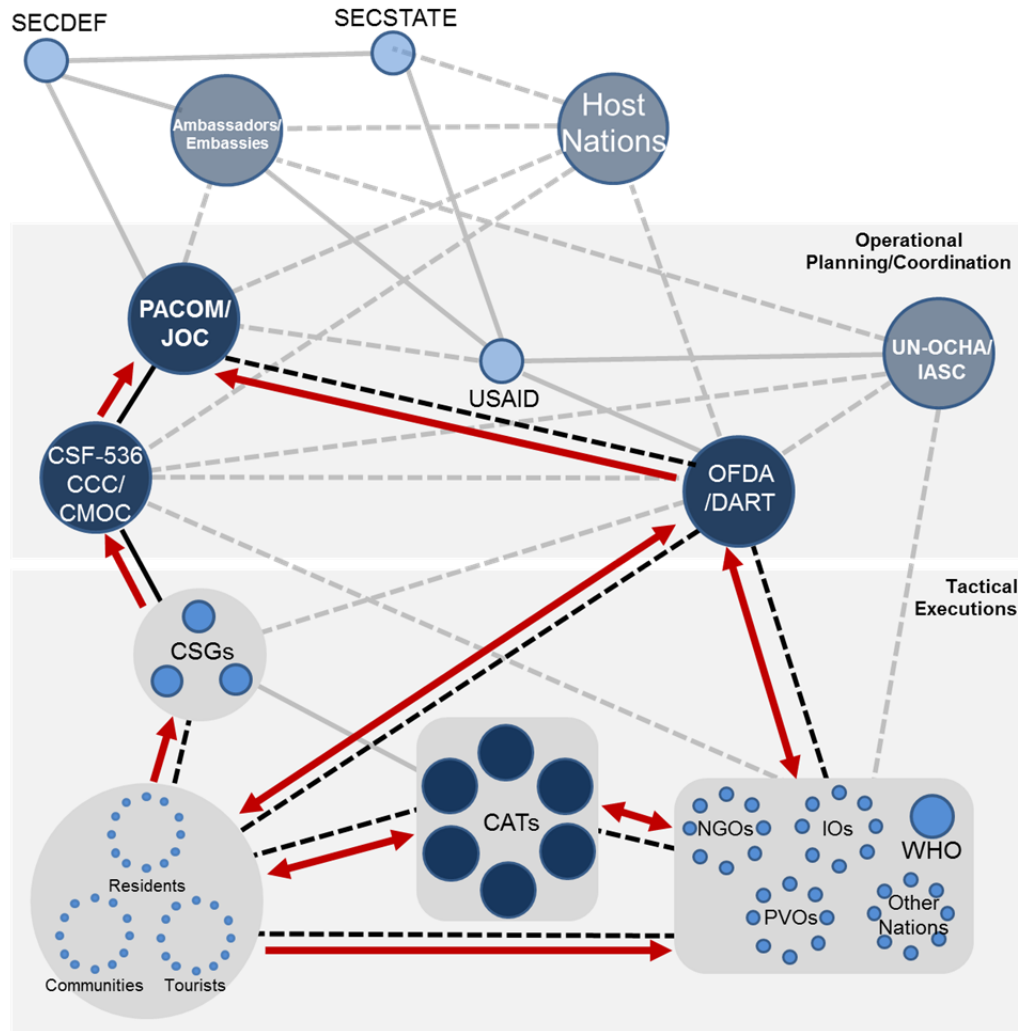 SECDEF
SECSTATE
Ambassadors/
Embassies
Host
Nations
Operational
Planning/Coordination
PACOM/
JOC
UN-OCHA/
IASC
USAID
CSF-536
CCC/
CMOC
OFDA
/DART
Tactical
Executions
CSGs
CATs
NGOs
IOs
WHO
Residents
PVOs
Other
Nations
Communities
Tourists